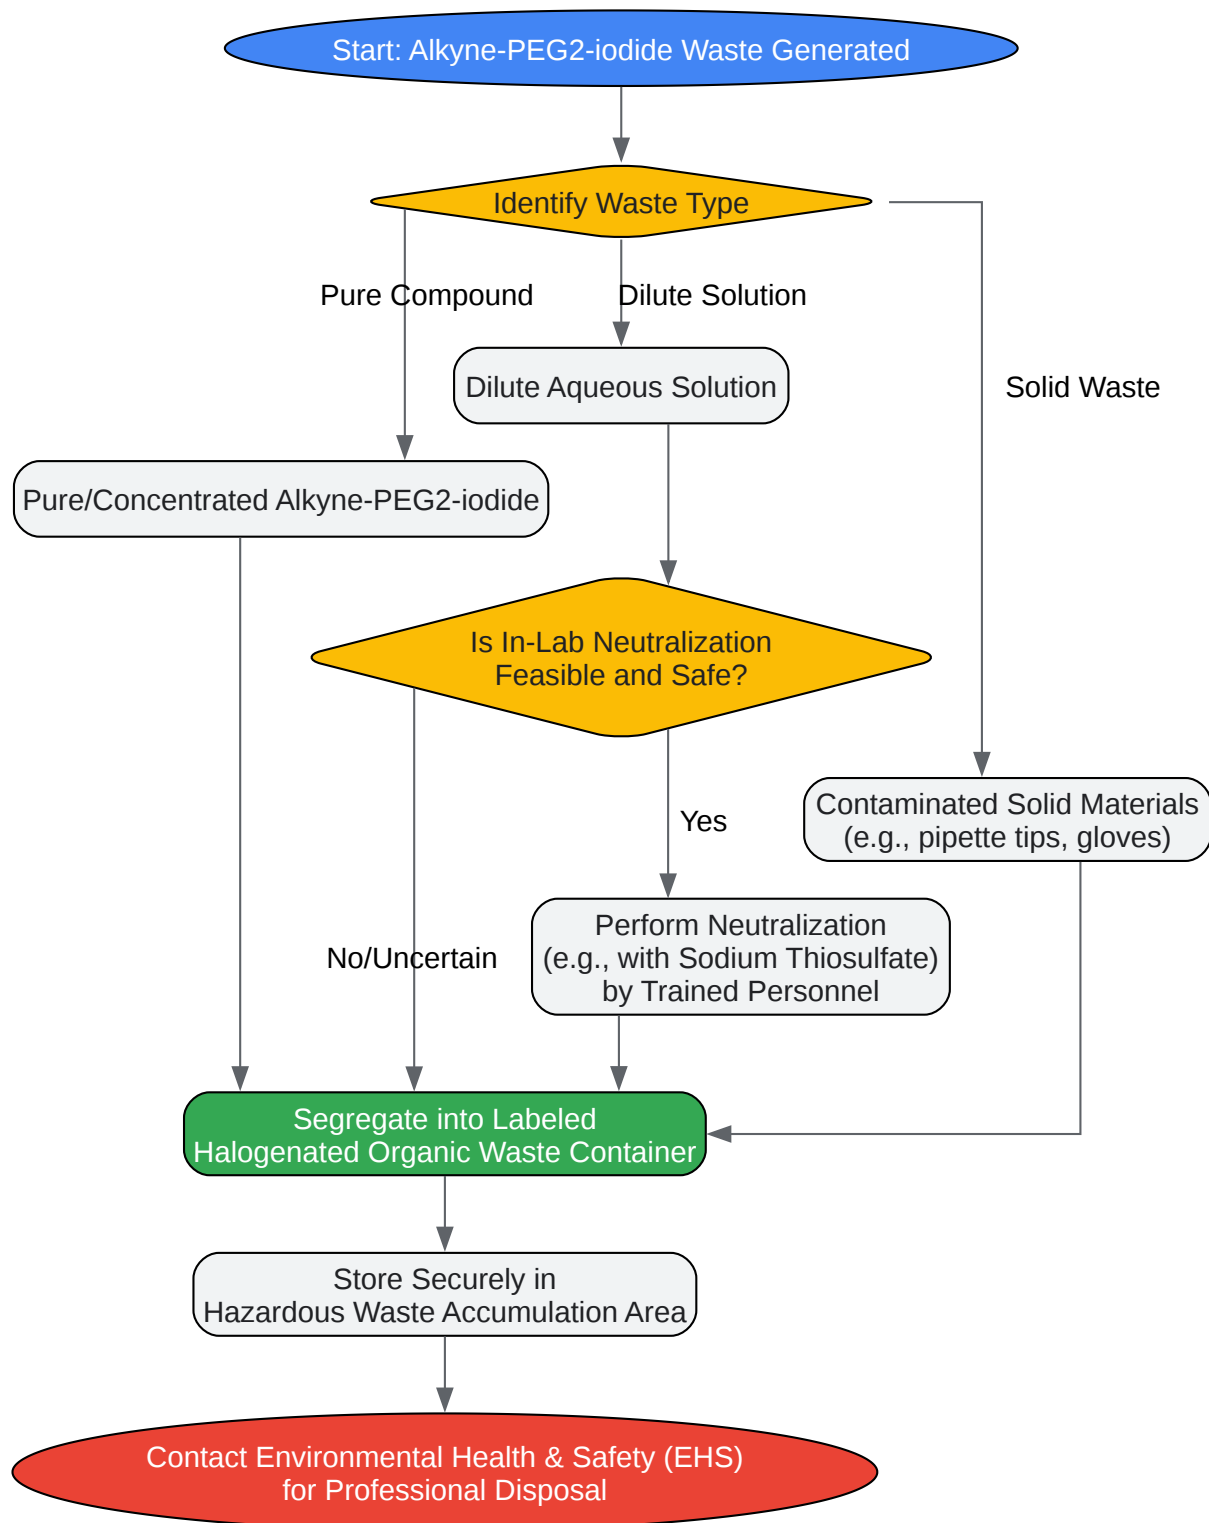 Start: Alkyne-PEG2-iodide Waste Generated
Identify Waste Type
Pure Compound
Dilute Solution
Dilute Aqueous Solution
Solid Waste
Pure/Concentrated Alkyne-PEG2-iodide
Is In-Lab Neutralization
Feasible and Safe?
Yes
Contaminated Solid Materials
(e.g., pipette tips, gloves)
Perform Neutralization
(e.g., with Sodium Thiosulfate)
by Trained Personnel
No/Uncertain
Segregate into Labeled
Halogenated Organic Waste Container
Store Securely in
Hazardous Waste Accumulation Area
Contact Environmental Health & Safety (EHS)
for Professional Disposal